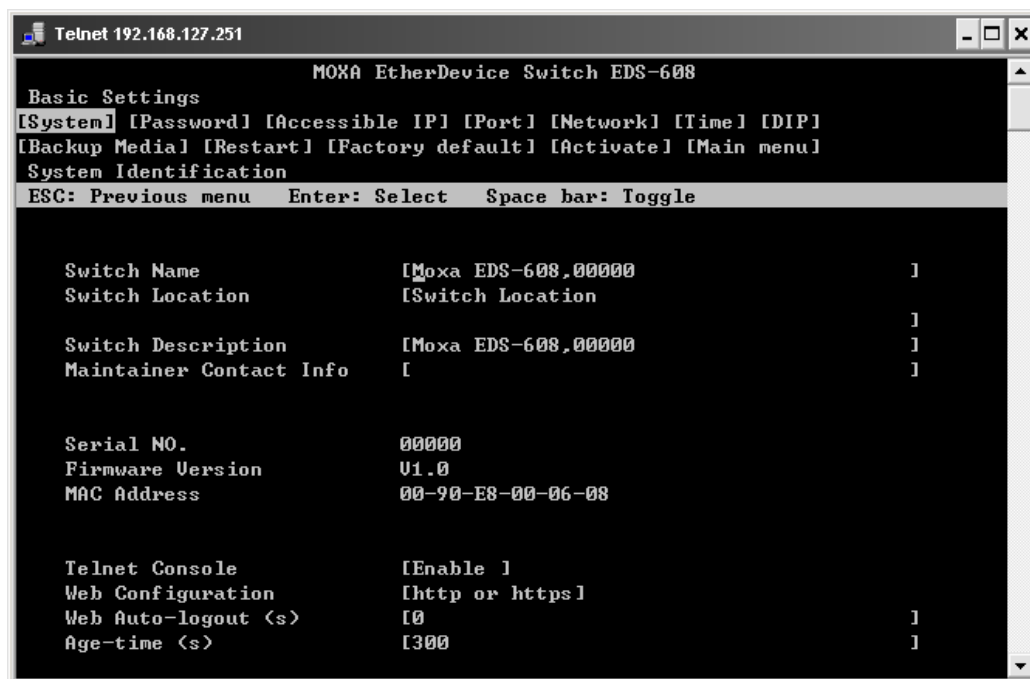 Telnet 192.168.127.251
MOXA EtherDevice Switch EDS-608
Basic Settings
[System] [Password] [Accessible IP] [Port] [Network] [Time] [DIP]
[Backup Media] [Restart] [Factory default] [Activate] [Main menu]
System Identification
ESC: Previous menu Enter: Select Space bar: Toggle
Switch Name [Moxa EDS-608,00000 ]
Switch Location [Switch Location
]
Switch Description [Moxa EDS-608,00000 ]
Maintainer Contact Info [ ]
Serial NO. 00000
Firmware Version V1.0
MAC Address 00-90-E8-00-06-08
Telnet Console [Enable ]
Web Configuration [http or https]
Web Auto-logout (s) [0 ]
Age-time (s) [300 ]